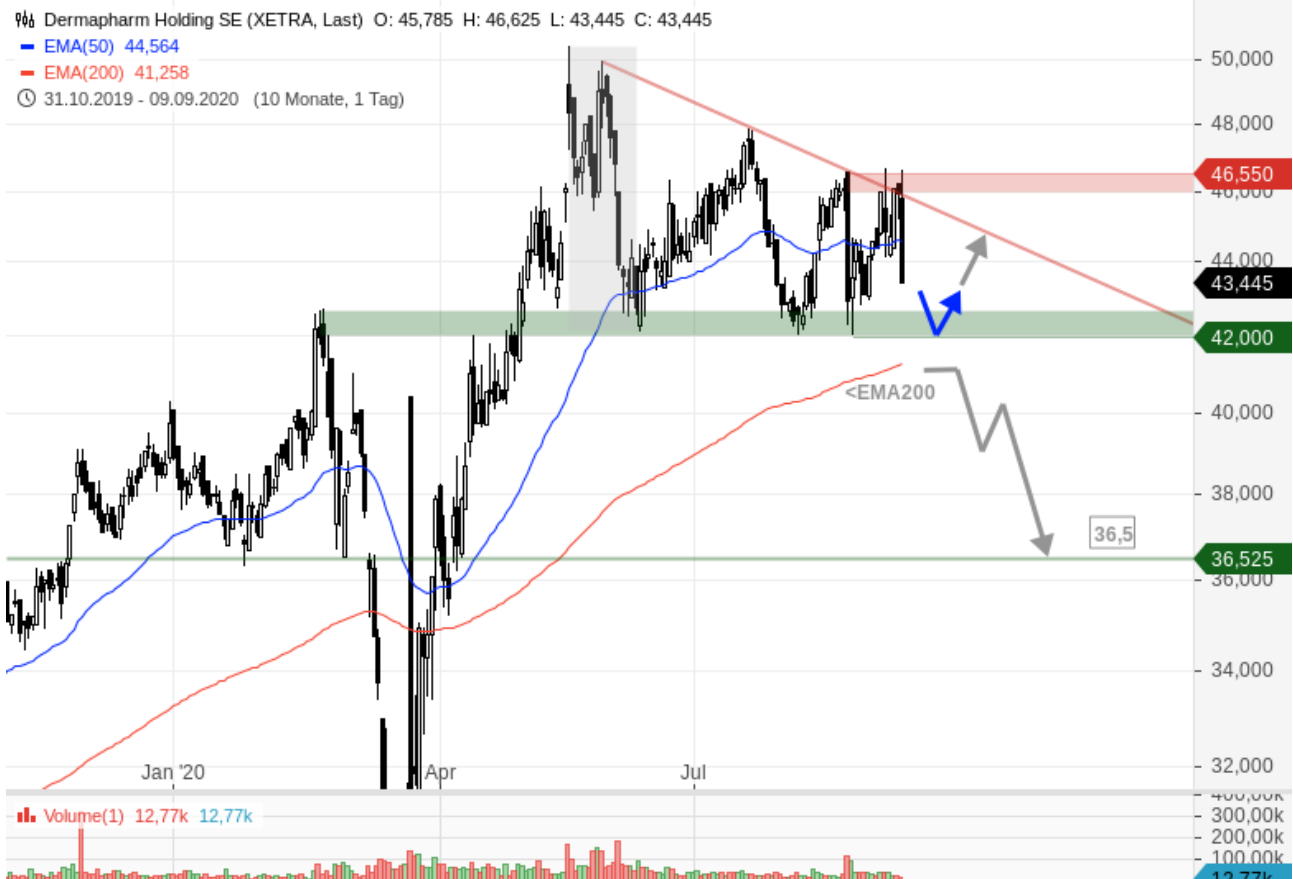 Dermapharm Holding SE (XETRA, Last) O: 45,785 H: 46,625 L: 43,445 C: 43,445
EMA(50) 44,564
EMA(200) 41,258
31.10.2019 - 09.09.2020 (10 Monate, 1 Tag)
50,000
48,000
46,550
46,000
44,000
43,445
42,000
<EMA200
40,000
38,000
36,5
36,525
36,000
34,000
32,000
Jan '20 Apr Jul
400,00k
Volume(1) 12,77k 12,77k
300,00k
200,00k
100,00k
12,77k